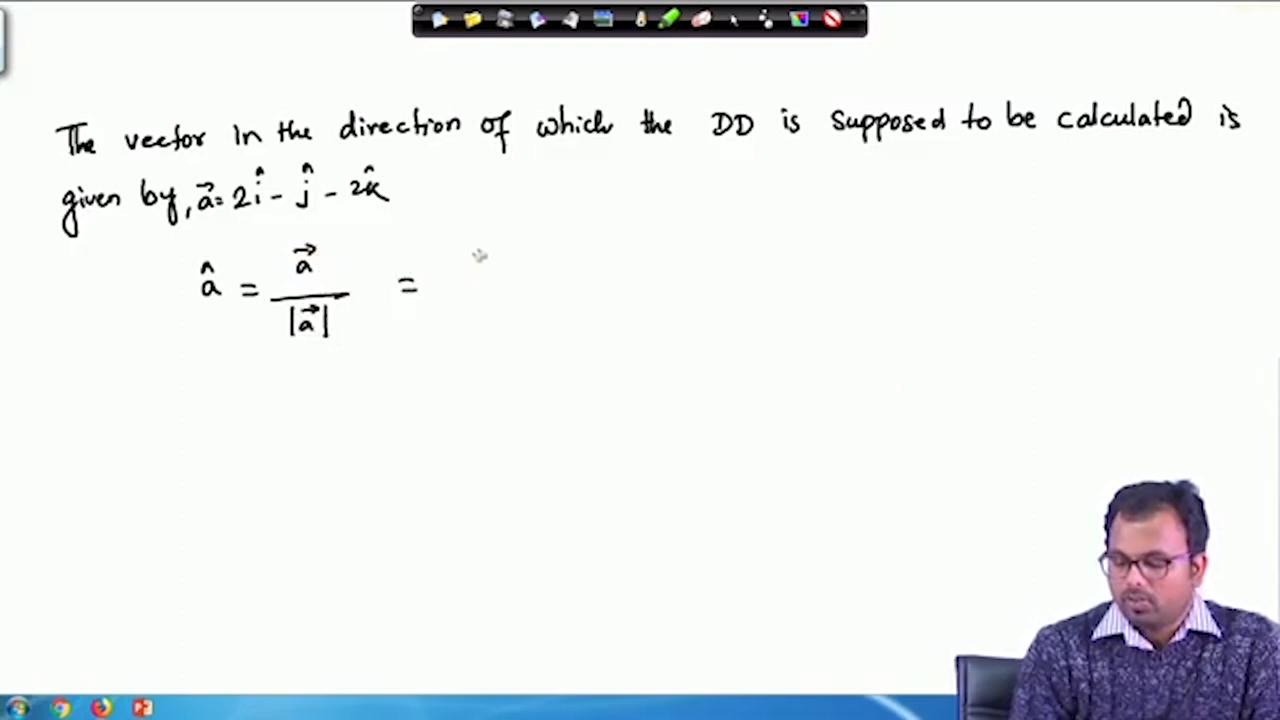 The vector in the direction of which the DD is supposed to be calculated is
given by, a⃗ = 2î - ĵ - 2k̂
â = a⃗ / |a⃗| =